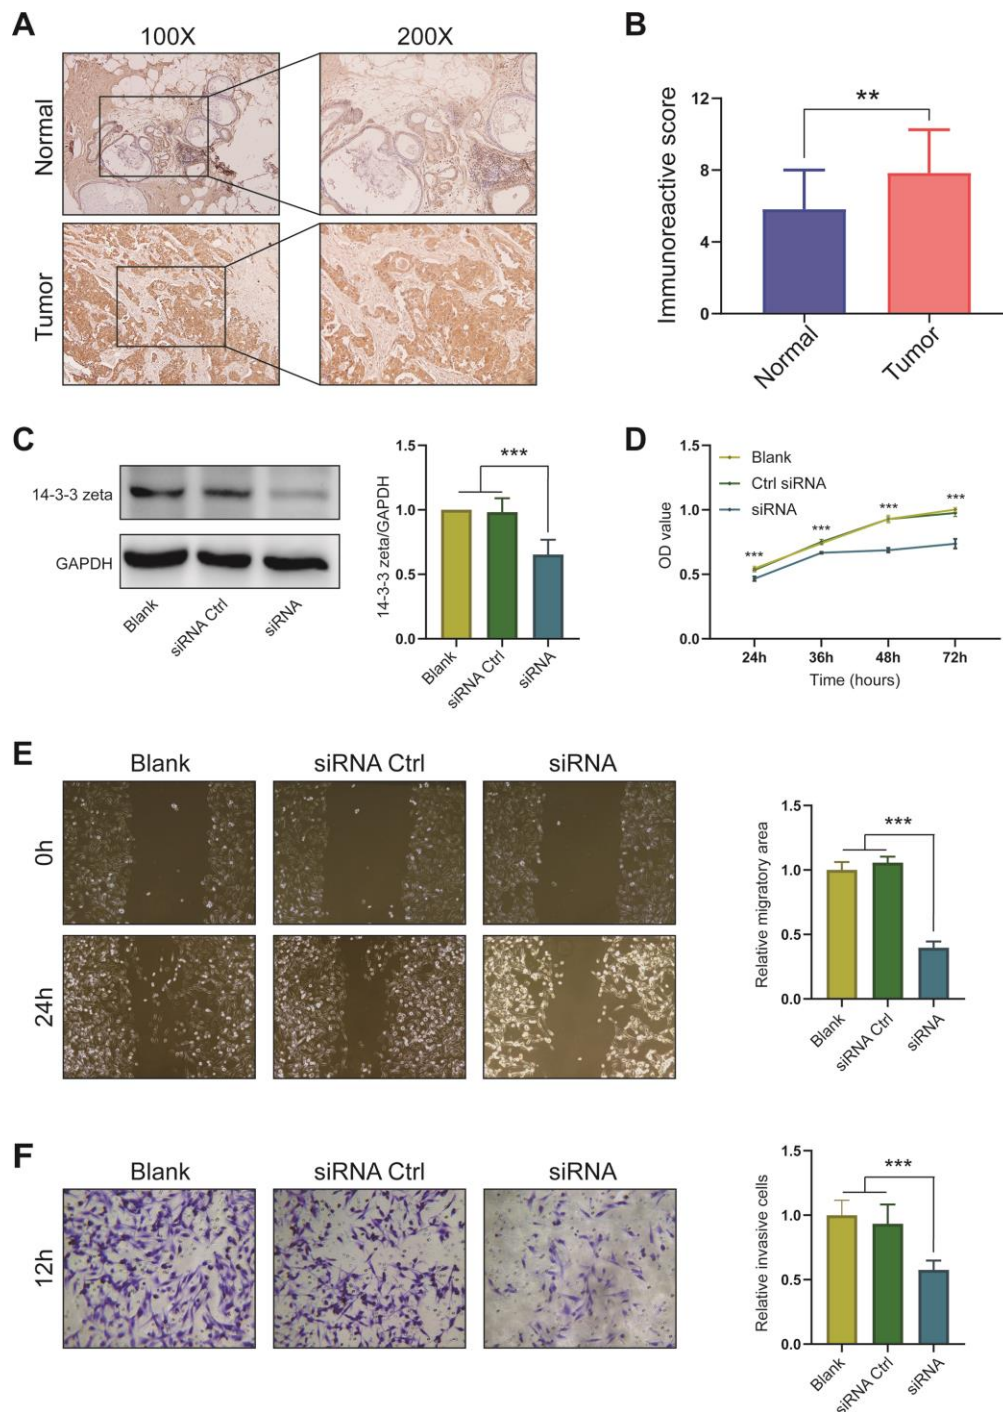 A
100X
200X
Normal
Tumor
B
Immunoreactive score
12
8
4
0
**
Normal
Tumor
C
14-3-3 zeta
GAPDH
Blank
siRNA Ctrl
siRNA
14-3-3 zeta/GAPDH
1.5
1.0
0.5
0.0
***
Blank
siRNA Ctrl
siRNA
D
OD value
1.5
1.0
0.5
0.0
Blank
Ctrl siRNA
siRNA
***
***
***
***
24h
36h
48h
72h
Time (hours)
E
Blank
siRNA Ctrl
siRNA
0h
24h
Relative migratory area
1.5
1.0
0.5
0.0
***
Blank
siRNA Ctrl
siRNA
F
Blank
siRNA Ctrl
siRNA
12h
Relative invasive cells
1.5
1.0
0.5
0.0
***
Blank
siRNA Ctrl
siRNA